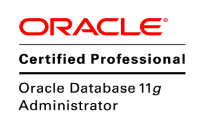 ORACLE
Certified Professional
Oracle Database 11g
Administrator